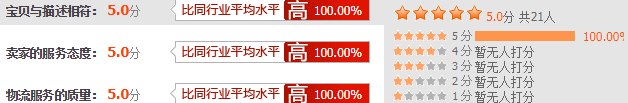 宝贝与描述相符： 5.0分 比同行业平均水平 高 100.00%
卖家的服务态度： 5.0分 比同行业平均水平 高 100.00%
物流服务的质量： 5.0分 比同行业平均水平 高 100.00%
5.0分 共21人
5分 100.00%
4分 暂无人打分
3分 暂无人打分
2分 暂无人打分
1分 暂无人打分